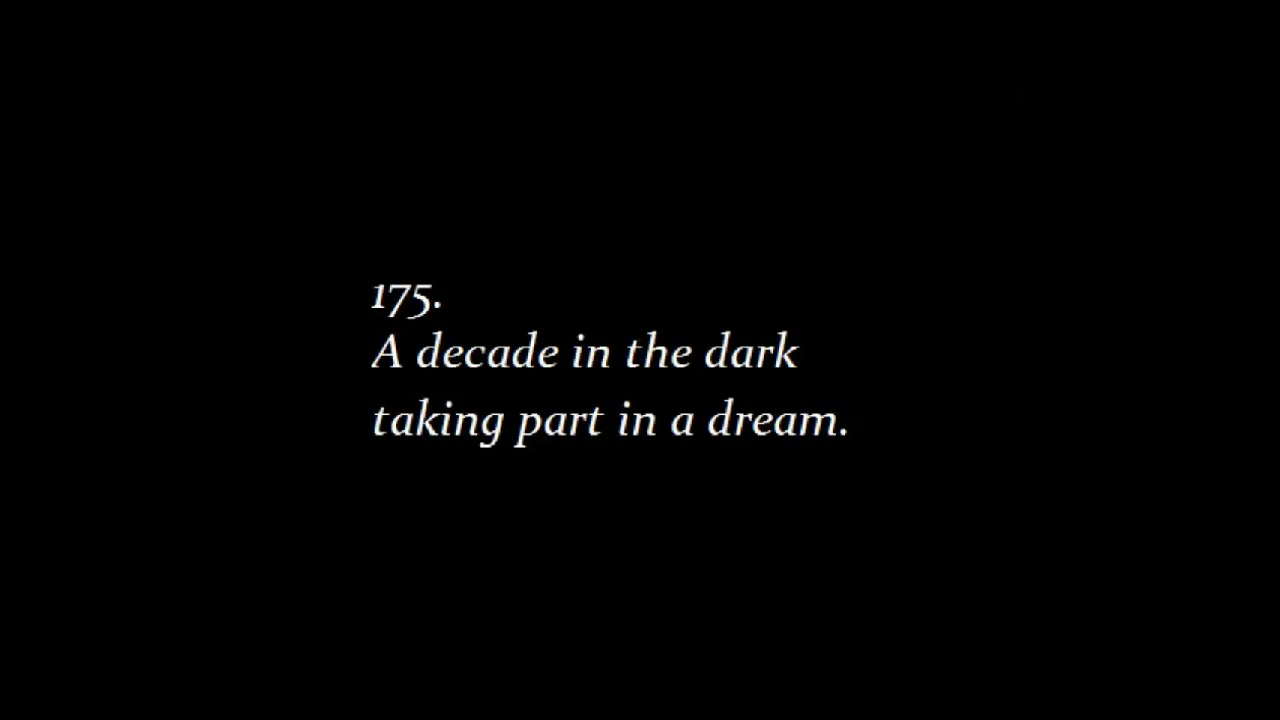 175.
A decade in the dark
taking part in a dream.